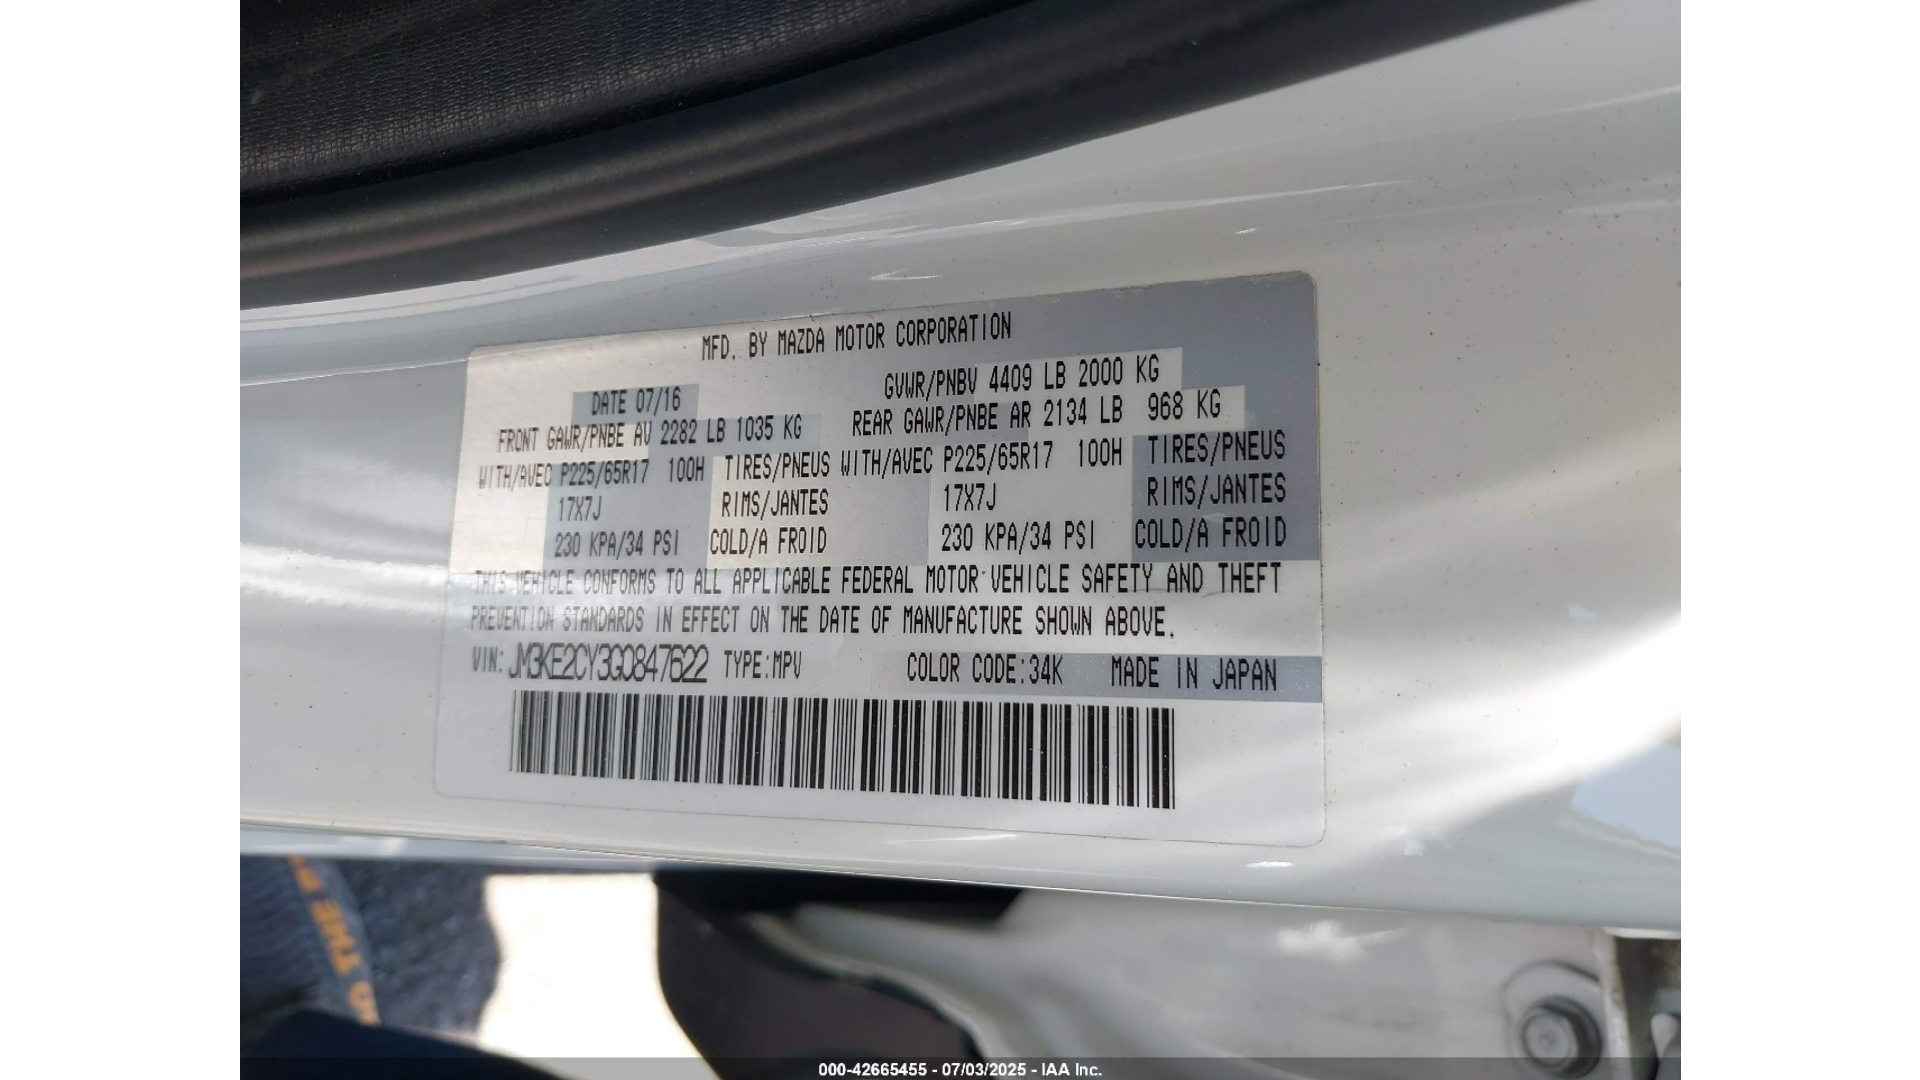 MFD. BY MAZDA MOTOR CORPORATION
DATE 07/16 GVWR/PNBV 4409 LB 2000 KG
FRONT GAWR/PNBE AV 2282 LB 1035 KG REAR GAWR/PNBE AR 2134 LB 968 KG
WITH/AVEC P225/65R17 100H TIRES/PNEUS WITH/AVEC P225/65R17 100H TIRES/PNEUS
17X7J RIMS/JANTES 17X7J RIMS/JANTES
230 KPA/34 PSI COLD/A FROID 230 KPA/34 PSI COLD/A FROID
THIS VEHICLE CONFORMS TO ALL APPLICABLE FEDERAL MOTOR VEHICLE SAFETY AND THEFT
PREVENTION STANDARDS IN EFFECT ON THE DATE OF MANUFACTURE SHOWN ABOVE.
VIN: JM3KE2CY3G0847622 TYPE:MPV COLOR CODE:34K MADE IN JAPAN
THE
000-42665455 - 07/03/2025 - IAA Inc.